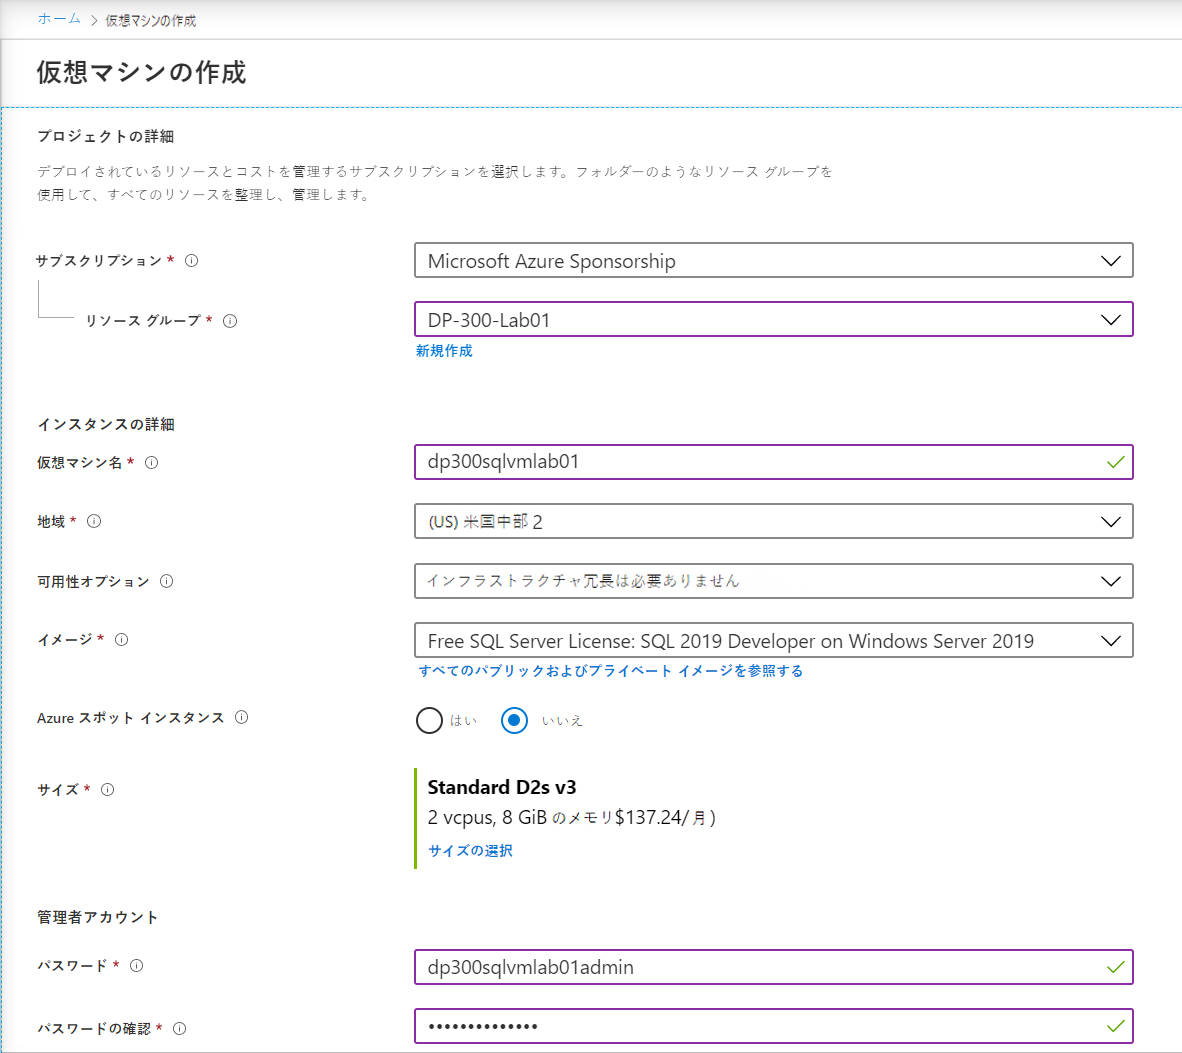 ホーム > 仮想マシンの作成
仮想マシンの作成
プロジェクトの詳細
デプロイされているリソースとコストを管理するサブスクリプションを選択します。フォルダーのようなリソース グループを
使用して、すべてのリソースを整理し、管理します。
サブスクリプション * Microsoft Azure Sponsorship
リソース グループ * DP-300-Lab01
新規作成
インスタンスの詳細
仮想マシン名 * dp300sqlvmlab01
地域 * (US) 米国中部 2
可用性オプション インフラストラクチャ冗長は必要ありません
イメージ * Free SQL Server License: SQL 2019 Developer on Windows Server 2019
すべてのパブリックおよびプライベート イメージを参照する
Azure スポット インスタンス はい いいえ
サイズ * Standard D2s v3
2 vcpus, 8 GiB のメモリ$137.24/月)
サイズの選択
管理者アカウント
パスワード * dp300sqlvmlab01admin
パスワードの確認 * ••••••••••••••